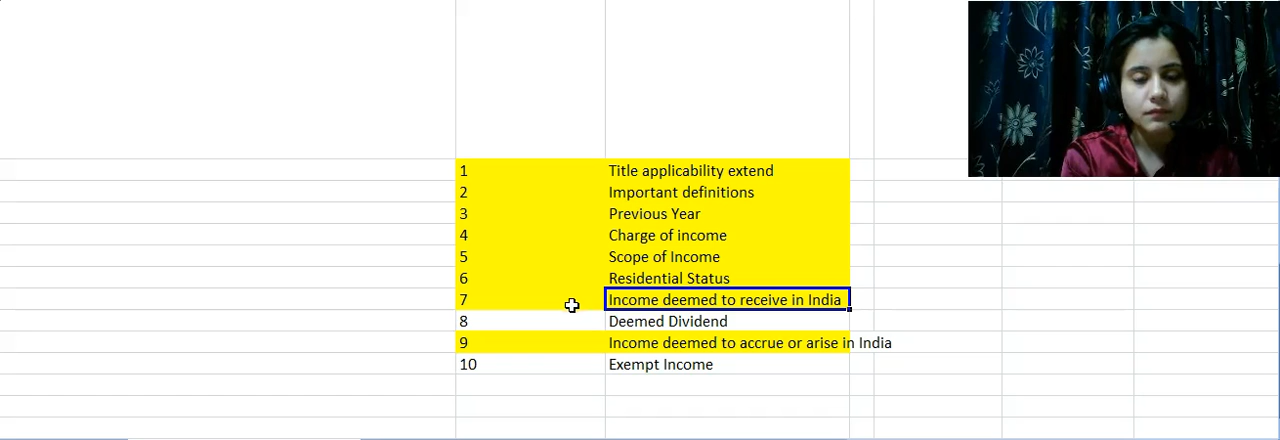 1 Title applicability extend
2 Important definitions
3 Previous Year
4 Charge of income
5 Scope of Income
6 Residential Status
7 Income deemed to receive in India
8 Deemed Dividend
9 Income deemed to accrue or arise in India
10 Exempt Income